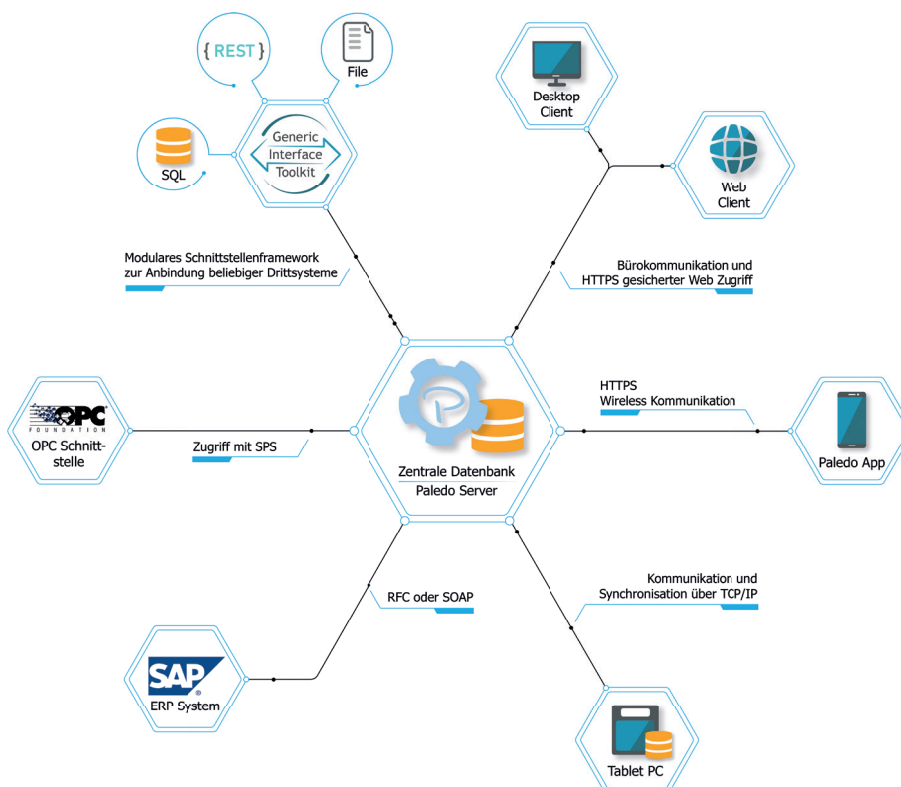 { REST }
File
SQL
Generic
Interface
Toolkit
Desktop
Client
Web
Client
Modulares Schnittstellenframework
zur Anbindung beliebiger Drittsysteme
Bürokommunikation und
HTTPS gesicherter Web Zugriff
OPC
FOUNDATION
OPC Schnitt-
stelle
Zugriff mit SPS
P
Zentrale Datenbank
Paledo Server
HTTPS
Wireless Kommunikation
Paledo App
RFC oder SOAP
Kommunikation und
Synchronisation über TCP/IP
SAP®
ERP System
Tablet PC